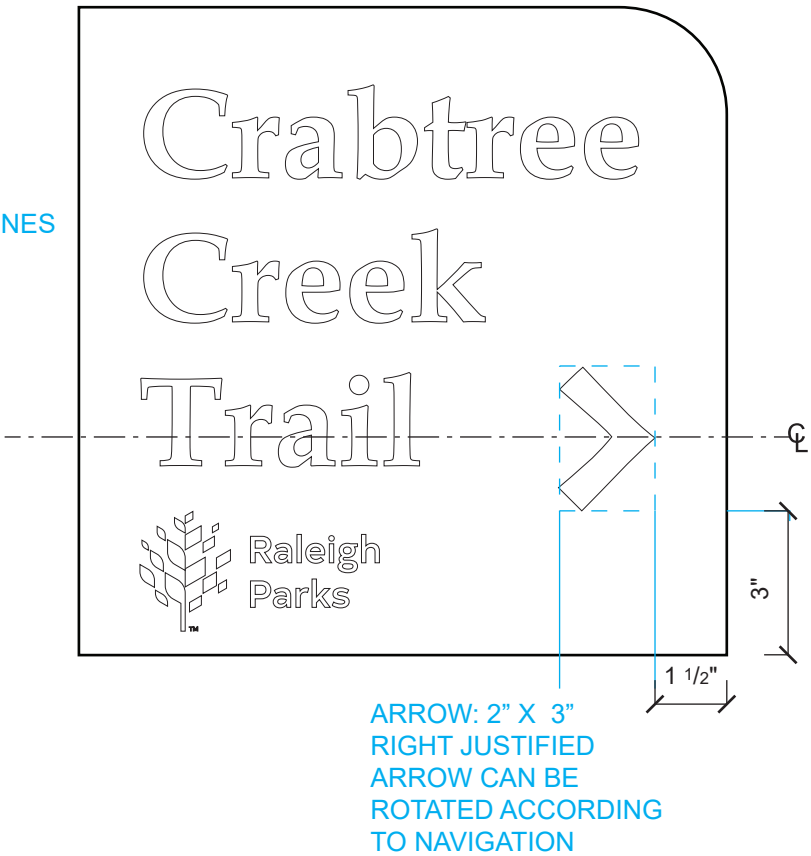 Crabtree
NES
Creek
Trail
℄
Raleigh
Parks
™
3"
1 1/2"
ARROW: 2” X 3”
RIGHT JUSTIFIED
ARROW CAN BE
ROTATED ACCORDING
TO NAVIGATION